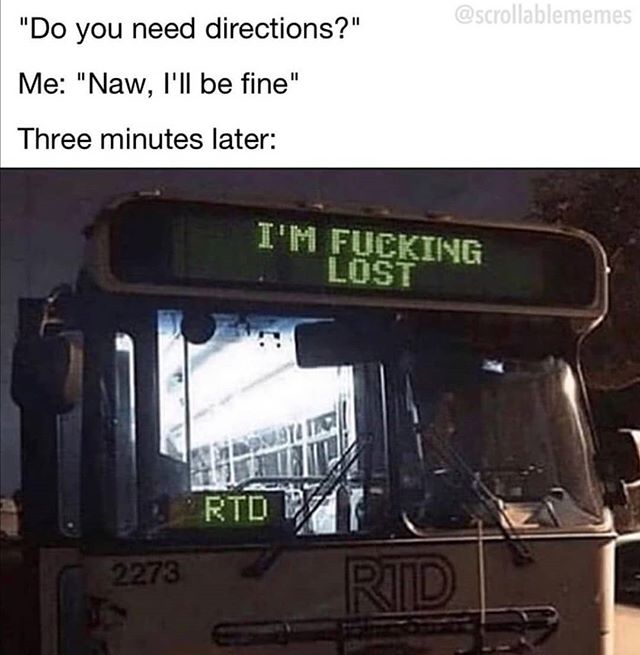 @scrollablememes
"Do you need directions?"
Me: "Naw, I'll be fine"
Three minutes later:
I'M FUCKING
LOST
RTD
2273
RTD